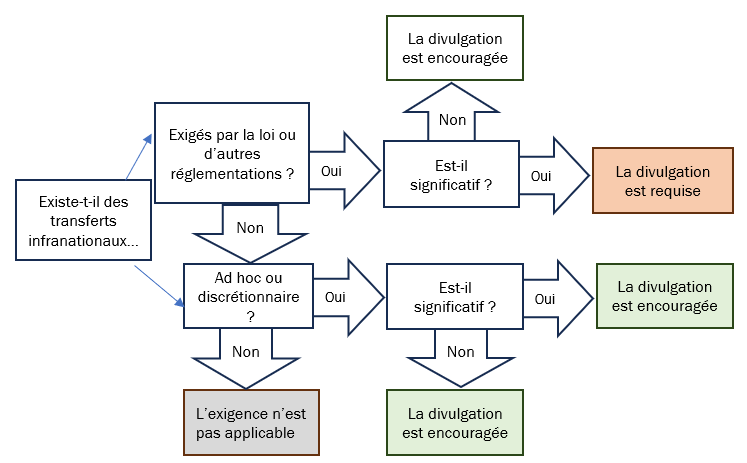 La divulgation
est encouragée
Non
Exigés par la loi ou
d’autres
réglementations ?
Oui
Est-il
significatif ?
Oui
La divulgation
est requise
Existe-t-il des
transferts
infranationaux...
Non
Ad hoc ou
discrétionnaire
?
Oui
Est-il
significatif ?
Oui
La divulgation
est encouragée
Non
Non
L’exigence n’est
pas applicable
La divulgation
est encouragée